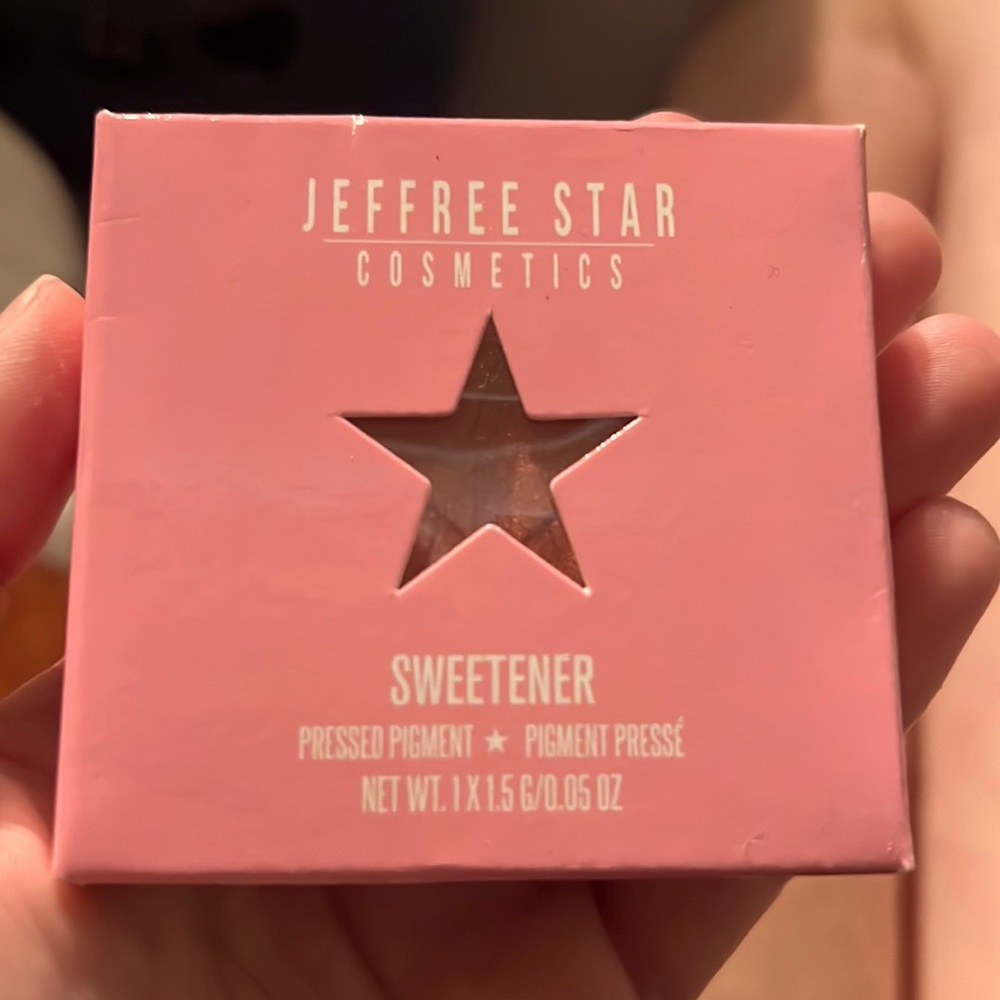 JEFFREE STAR
COSMETICS
SWEETENER
PRESSED PIGMENT ★ PIGMENT PRESSÉ
NET WT. 1 X 1.5 G/0.05 OZ